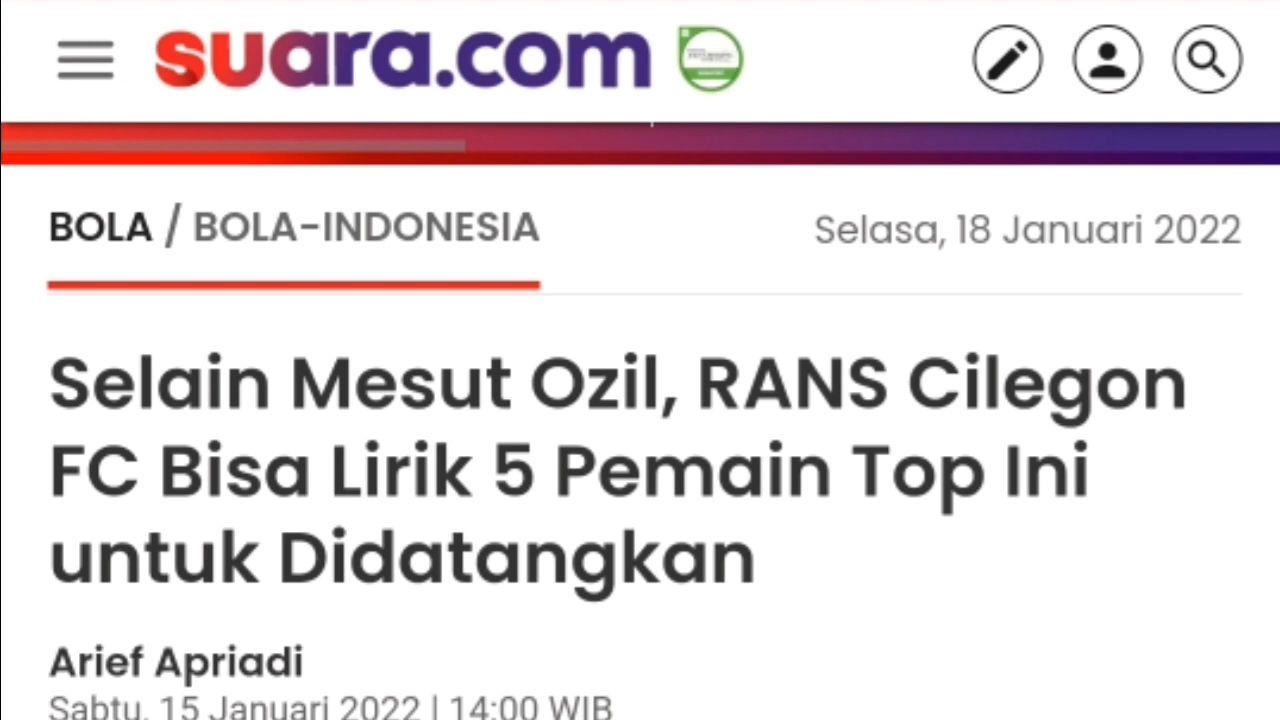 suara.com
BOLA / BOLA-INDONESIA
Selasa, 18 Januari 2022
Selain Mesut Ozil, RANS Cilegon
FC Bisa Lirik 5 Pemain Top Ini
untuk Didatangkan
Arief Apriadi
Sabtu, 15 Januari 2022 | 14:00 WIB